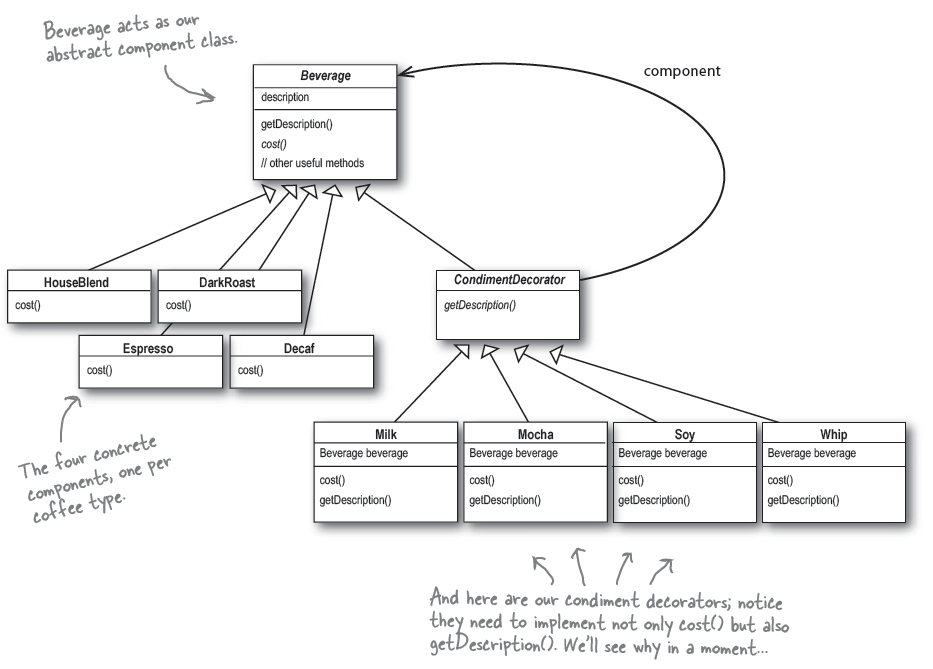 Beverage acts as our
abstract component class.
component
Beverage
description
getDescription()
cost()
// other useful methods
HouseBlend
cost()
DarkRoast
cost()
CondimentDecorator
getDescription()
Espresso
cost()
Decaf
cost()
The four concrete
components, one per
coffee type.
Milk
Beverage beverage
cost()
getDescription()
Mocha
Beverage beverage
cost()
getDescription()
Soy
Beverage beverage
cost()
getDescription()
Whip
Beverage beverage
cost()
getDescription()
And here are our condiment decorators; notice
they need to implement not only cost() but also
getDescription(). We'll see why in a moment...